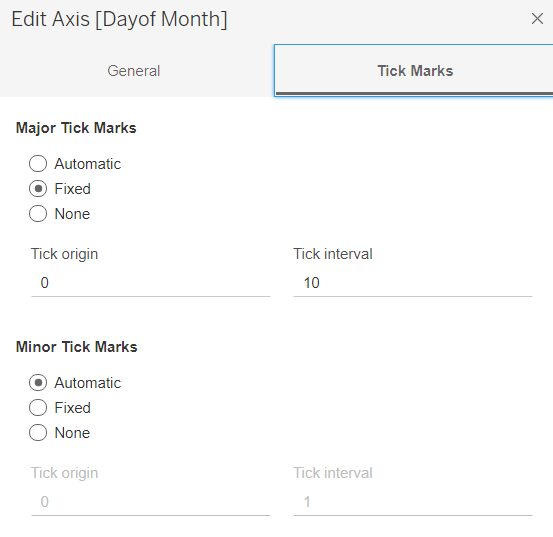 Edit Axis [Dayof Month]
General Tick Marks
Major Tick Marks
Automatic
Fixed
None
Tick origin Tick interval
0 10
Minor Tick Marks
Automatic
Fixed
None
Tick origin Tick interval
0 1